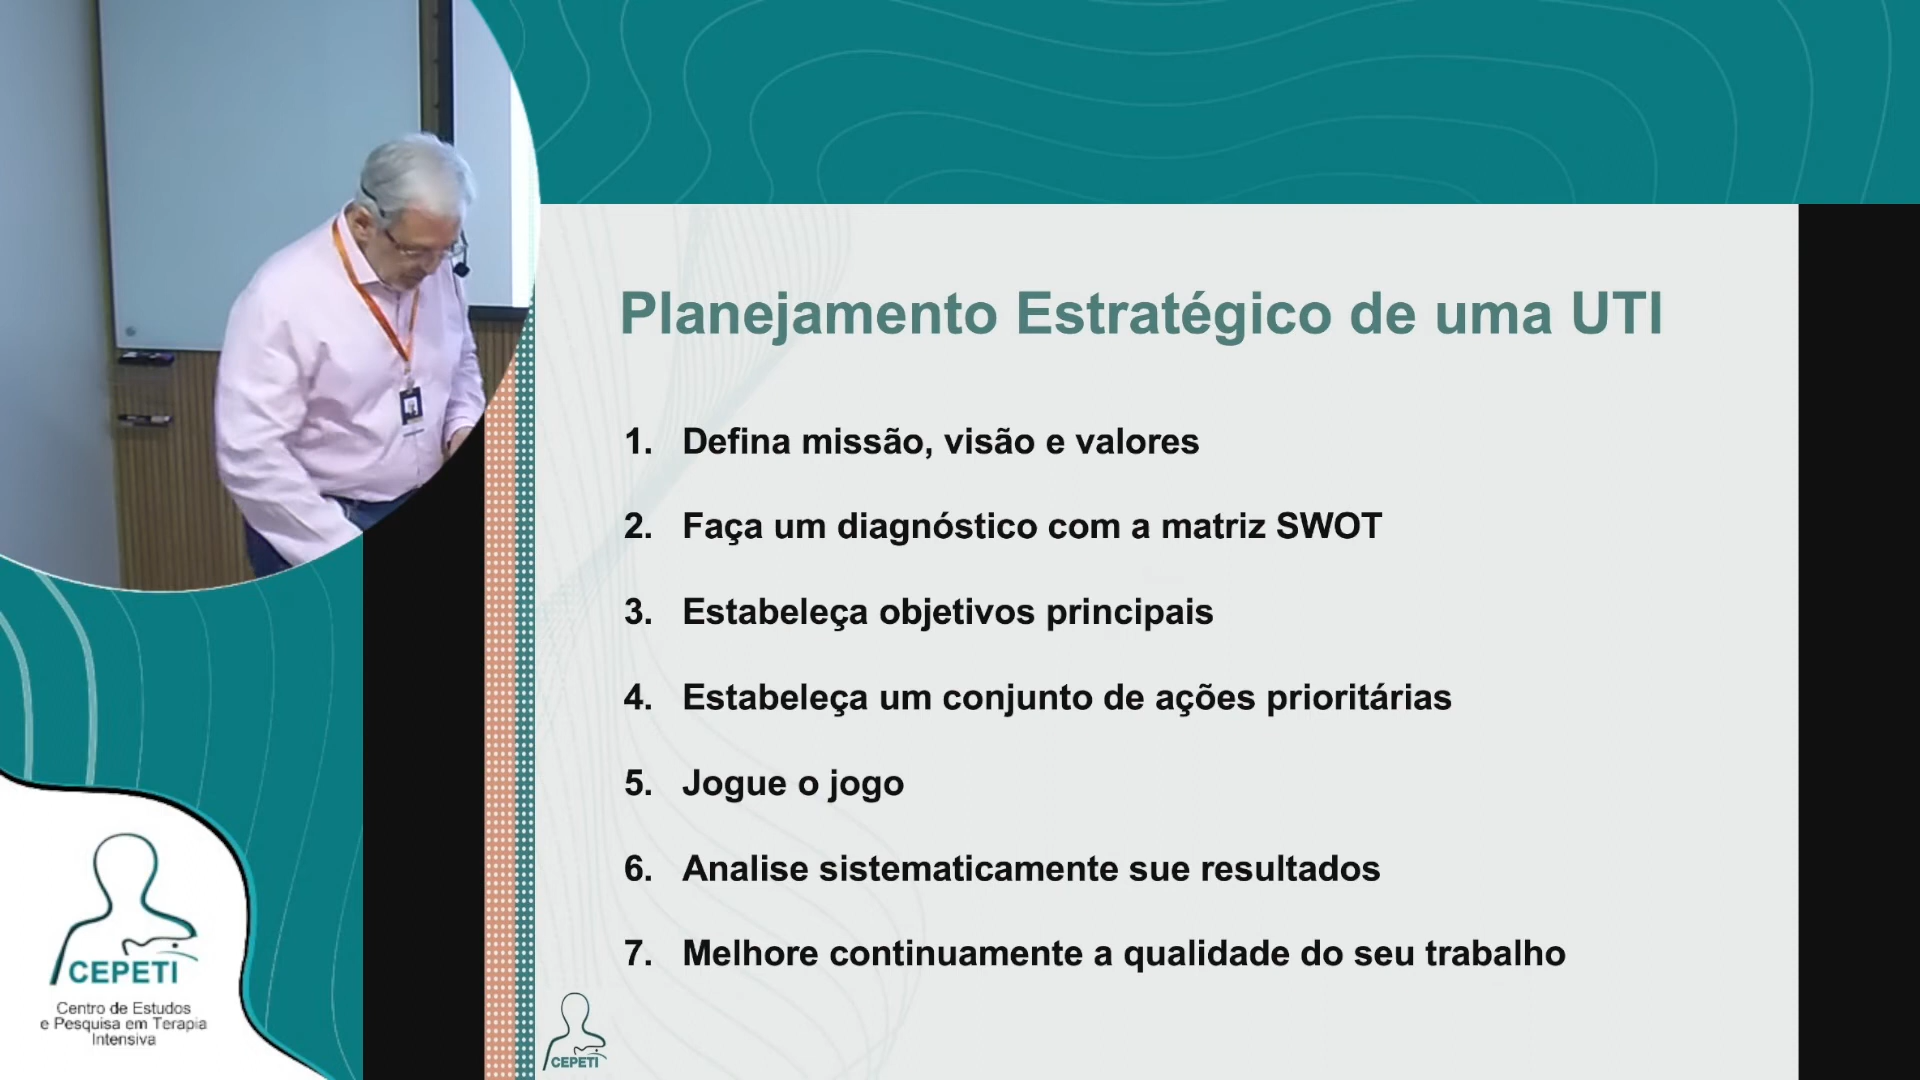 Planejamento Estratégico de uma UTI
1. Defina missão, visão e valores
2. Faça um diagnóstico com a matriz SWOT
3. Estabeleça objetivos principais
4. Estabeleça um conjunto de ações prioritárias
5. Jogue o jogo
6. Analise sistematicamente sue resultados
7. Melhore continuamente a qualidade do seu trabalho
CEPETI
CEPETI
Centro de Estudos
e Pesquisa em Terapia
Intensiva